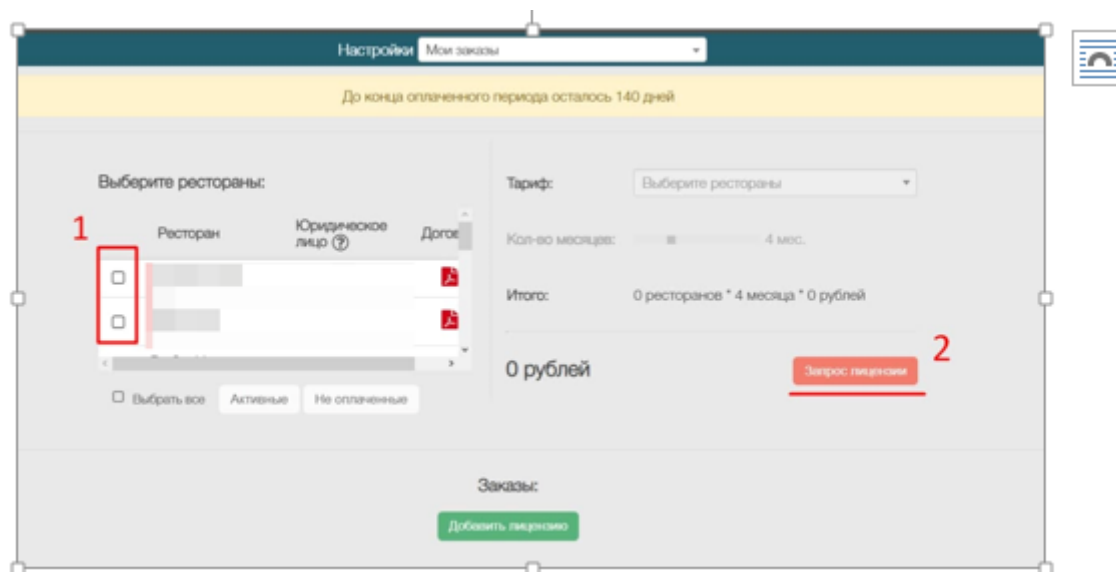 Настройки Мои заказы
До конца оплаченного периода осталось 140 дней
Выберите рестораны:
1
Ресторан Юридическое лицо ? Догов
Выбрать все Активные Не оплаченные
Тариф: Выберите рестораны
Кол-во месяцев: 4 мес.
Итого: 0 ресторанов * 4 месяца * 0 рублей
0 рублей Запрос лицензии 2
Заказы:
Добавить лицензию